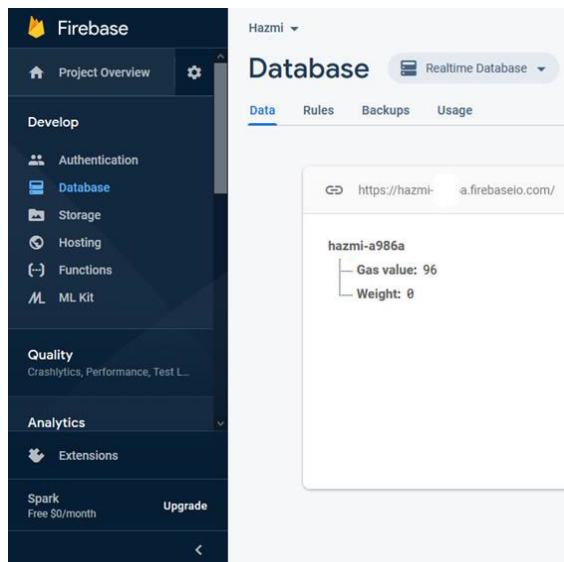 Firebase
Project Overview
Develop
Authentication
Database
Storage
Hosting
Functions
ML Kit
Quality
Crashlytics, Performance, Test L...
Analytics
Extensions
Spark
Free $0/month
Upgrade
Hazmi
Database
Realtime Database
Data Rules Backups Usage
https://hazmi- a.firebaseio.com/
hazmi-a986a
Gas value: 96
Weight: 0